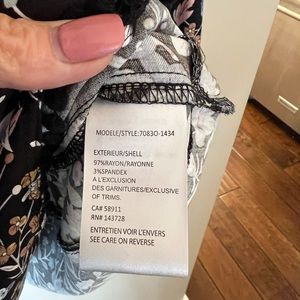 MODELE/STYLE:7083O-1434
EXTERIEUR/SHELL
97%RAYON/RAYONNE
3%SPANDEX
A L'EXCLUSION
DES GARNITURES/EXCLUSIVE
OF TRIMS.
CA# 58911
RN# 143728
ENTRETIEN VOIR L'ENVERS
SEE CARE ON REVERSE